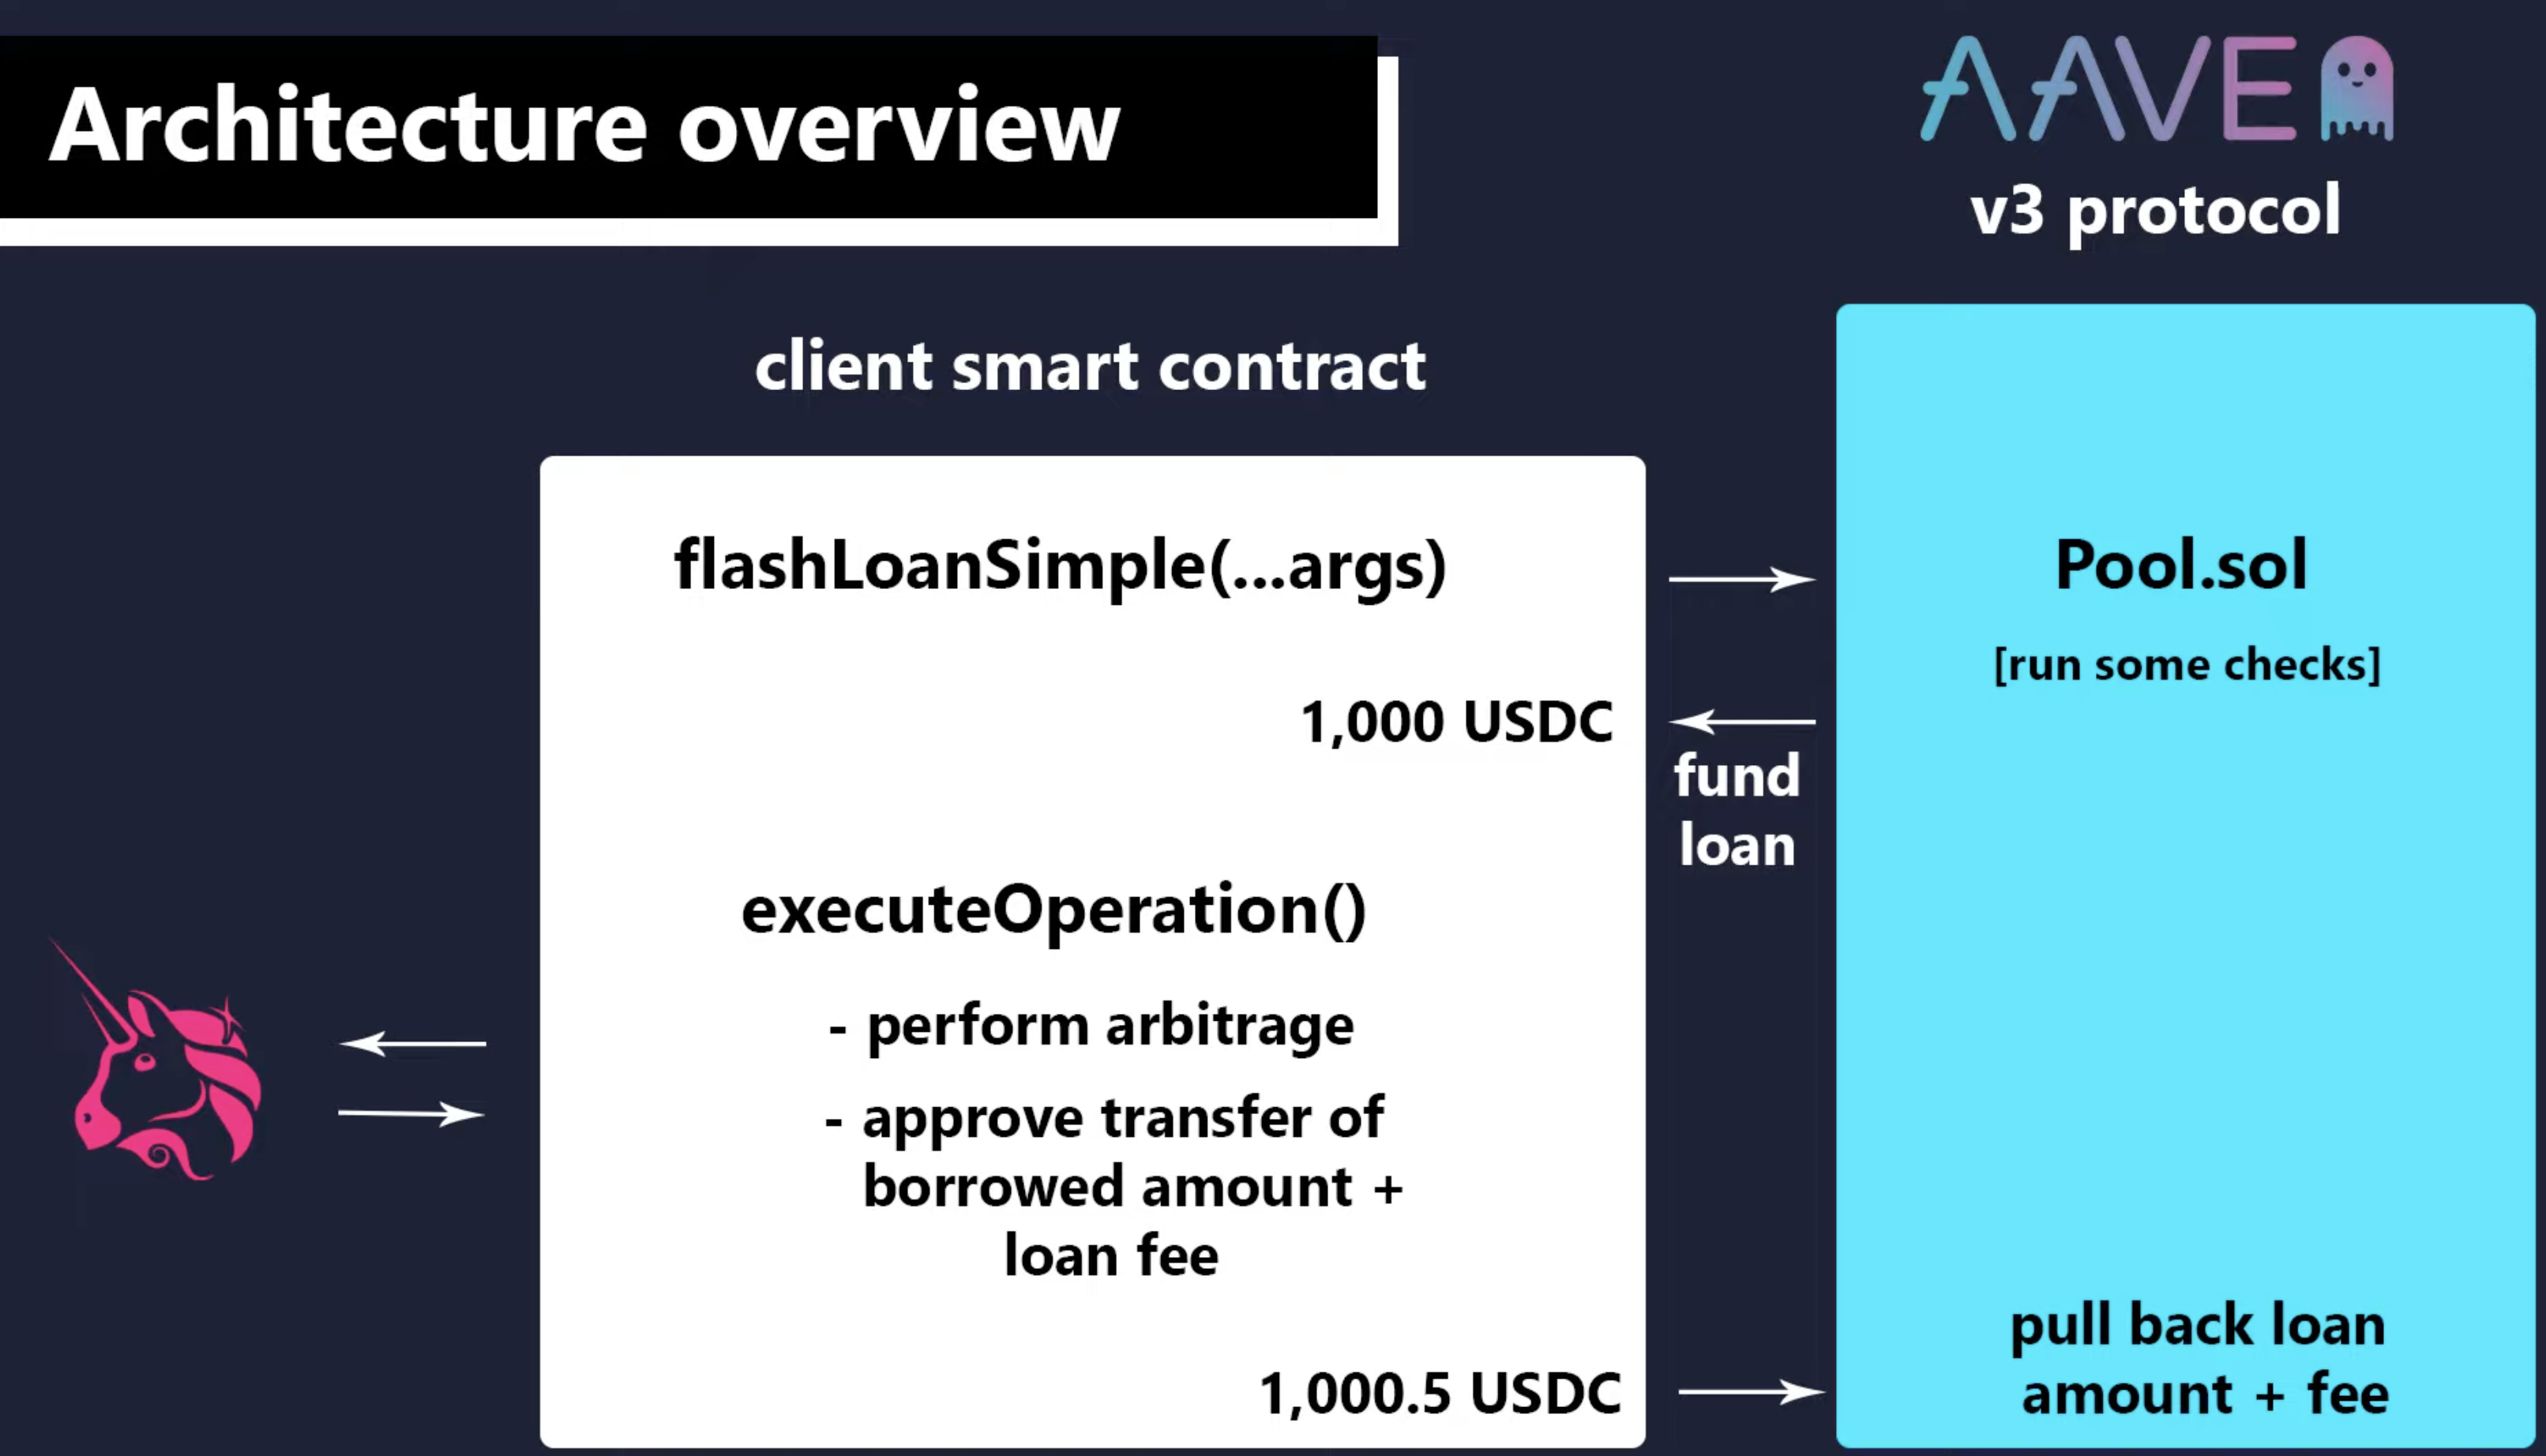 Architecture overview
AAVE
v3 protocol
client smart contract
flashLoanSimple(...args)
Pool.sol
[run some checks]
1,000 USDC
fund
loan
executeOperation()
- perform arbitrage
- approve transfer of
borrowed amount +
loan fee
1,000.5 USDC
pull back loan
amount + fee